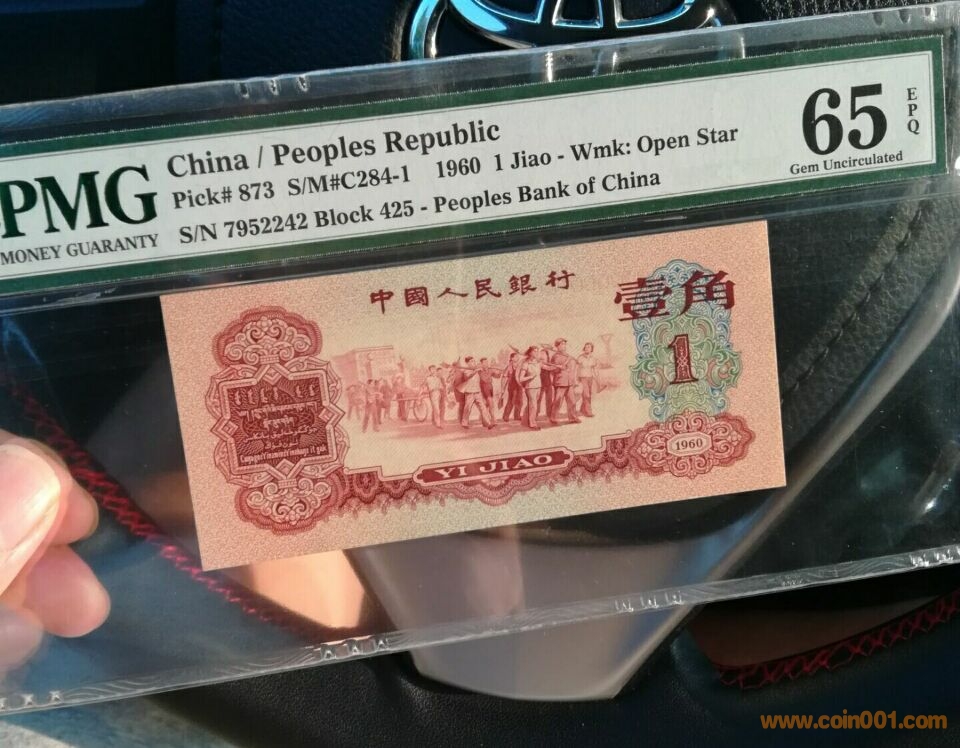 China / Peoples Republic
65 EPQ
PMG
Pick# 873 S/M#C284-1 1960 1 Jiao - Wmk: Open Star
Gem Uncirculated
MONEY GUARANTY
S/N 7952242 Block 425 - Peoples Bank of China
中國人民銀行
壹角
1
1960
YI JIAO
www.coin001.com